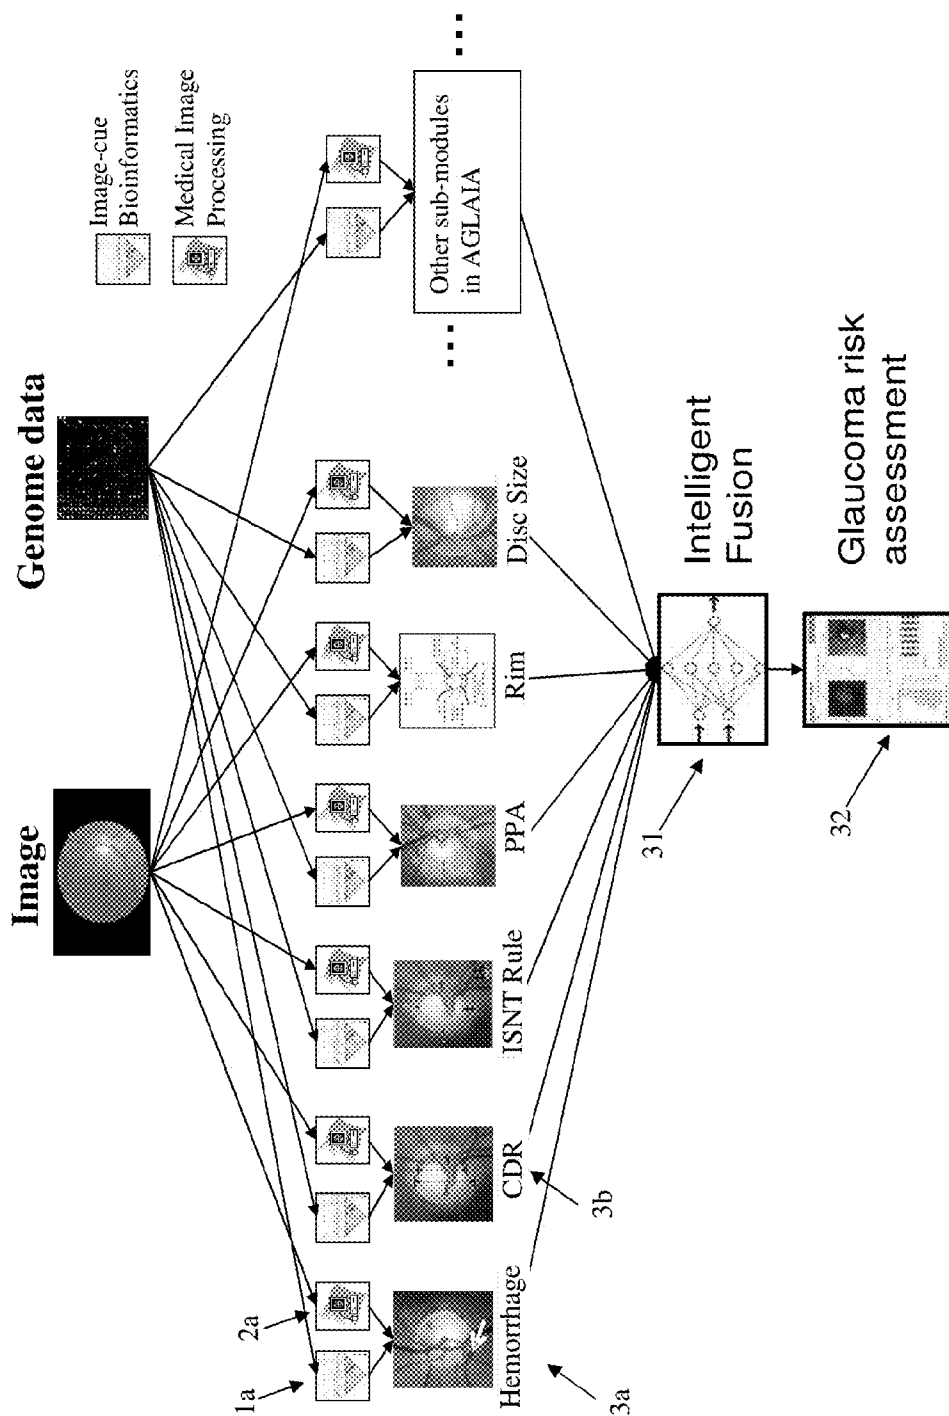 Image
Genome data
Image-cue
Bioinformatics
Medical Image
Processing
1a
2a
Hemorrhage
CDR
ISNT Rule
PPA
Rim
Disc Size
...
Other sub-modules
in AGLAIA
...
3a
3b
31
Intelligent
Fusion
32
Glaucoma risk
assessment